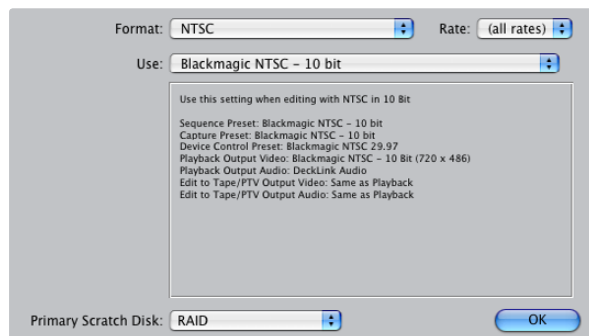 Format: NTSC Rate: (all rates)
Use: Blackmagic NTSC – 10 bit
Use this setting when editing with NTSC in 10 Bit
Sequence Preset: Blackmagic NTSC – 10 bit
Capture Preset: Blackmagic NTSC – 10 bit
Device Control Preset: Blackmagic NTSC 29.97
Playback Output Video: Blackmagic NTSC – 10 Bit (720 x 486)
Playback Output Audio: DeckLink Audio
Edit to Tape/PTV Output Video: Same as Playback
Edit to Tape/PTV Output Audio: Same as Playback
Primary Scratch Disk: RAID OK